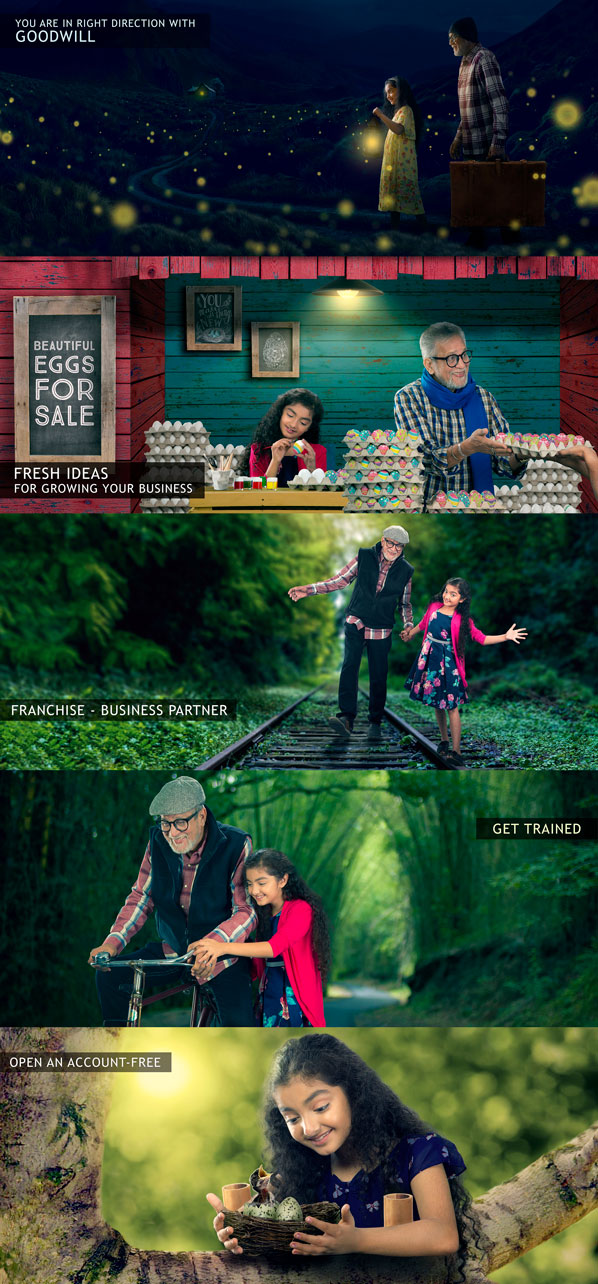 YOU ARE IN RIGHT DIRECTION WITH
GOODWILL
BEAUTIFUL
EGGS
FOR
SALE
YOU
FRESH IDEAS
FOR GROWING YOUR BUSINESS
FRANCHISE - BUSINESS PARTNER
GET TRAINED
OPEN AN ACCOUNT-FREE